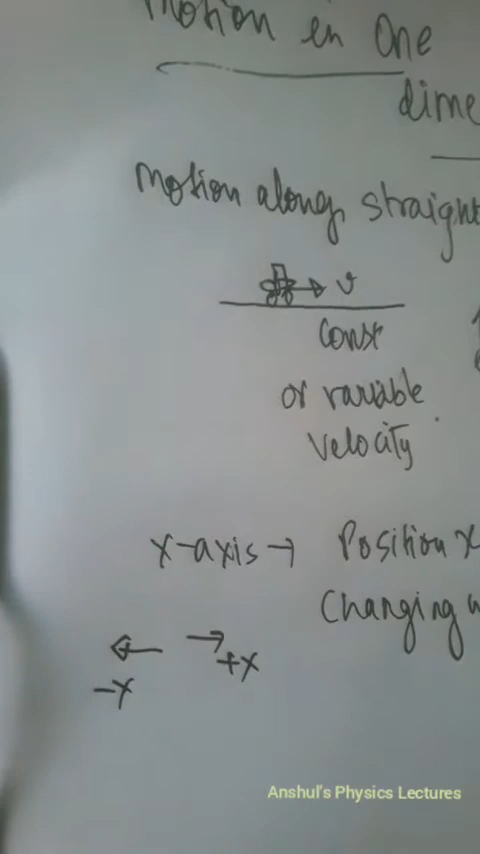 Motion in One
dime
Motion along straight
v
Const
or variable
velocity
X-axis → Position x
Changing w
← →
-x +x
Anshul's Physics Lectures